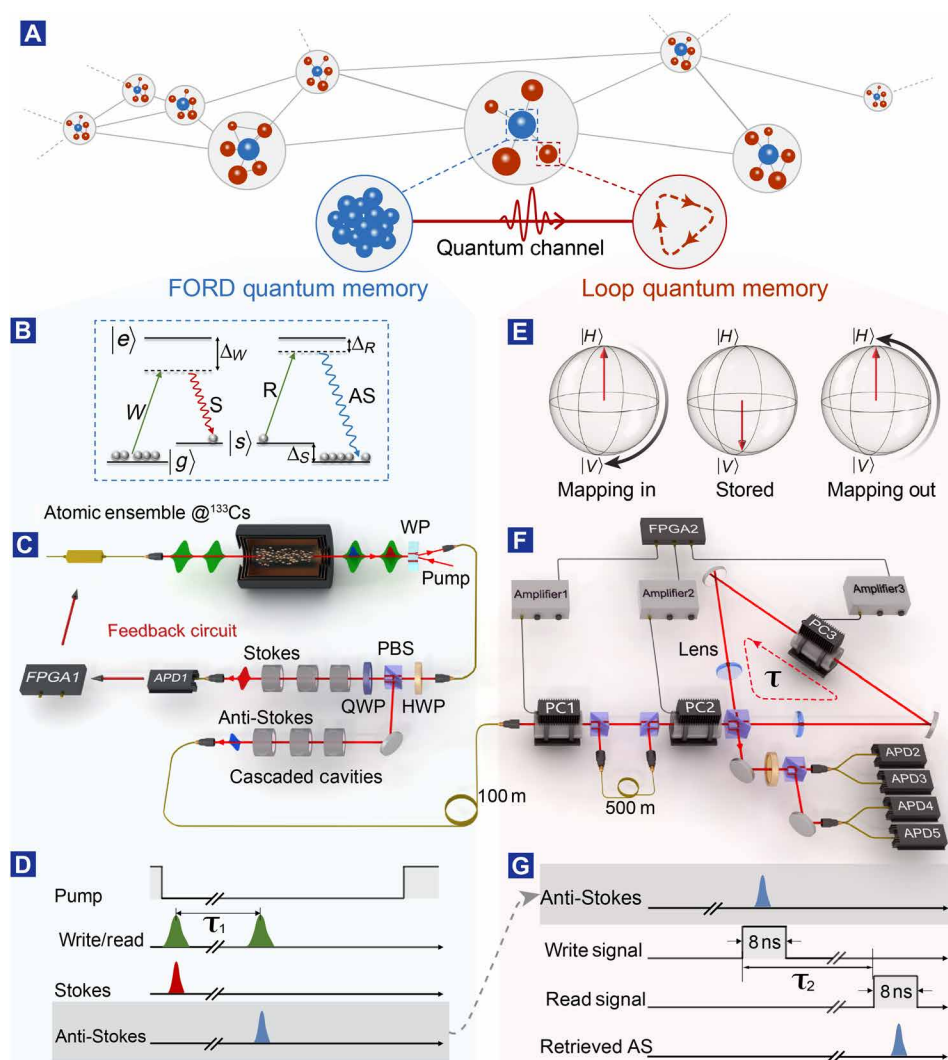 A
Quantum channel
FORD quantum memory
Loop quantum memory
B
|e⟩
Δ_W
Δ_R
W
S
R
AS
|g⟩
|s⟩
Δ_S
E
|H⟩
|H⟩
|H⟩
|V⟩
|V⟩
|V⟩
Mapping in
Stored
Mapping out
C
Atomic ensemble @¹³³Cs
WP
Pump
Feedback circuit
FPGA1
APD1
Stokes
PBS
QWP
HWP
Anti-Stokes
Cascaded cavities
100 m
F
FPGA2
Amplifier1
Amplifier2
Amplifier3
PC3
Lens
τ
PC1
PC2
500 m
APD2
APD3
APD4
APD5
D
Pump
τ₁
Write/read
Stokes
Anti-Stokes
G
Anti-Stokes
Write signal
8 ns
τ₂
Read signal
8 ns
Retrieved AS